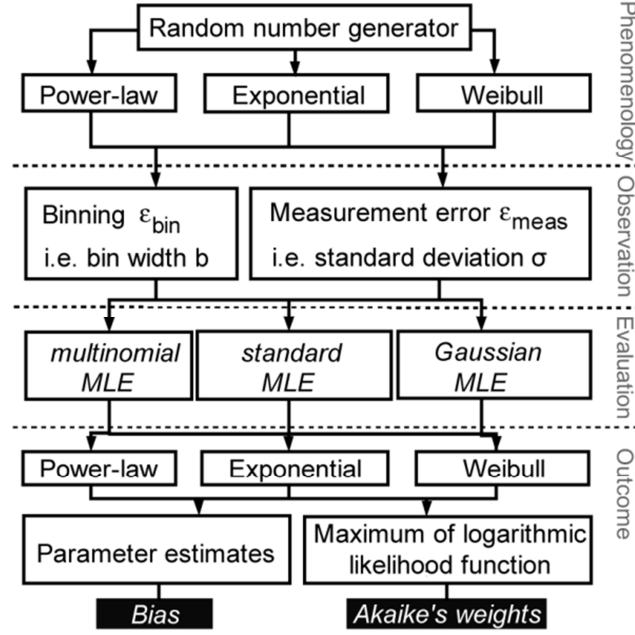 Random number generator
Phenomenology
Power-law
Exponential
Weibull
Observation
Binning ε_bin
i.e. bin width b
Measurement error ε_meas
i.e. standard deviation σ
Evaluation
multinomial
MLE
standard
MLE
Gaussian
MLE
Outcome
Power-law
Exponential
Weibull
Parameter estimates
Maximum of logarithmic
likelihood function
Bias
Akaike's weights